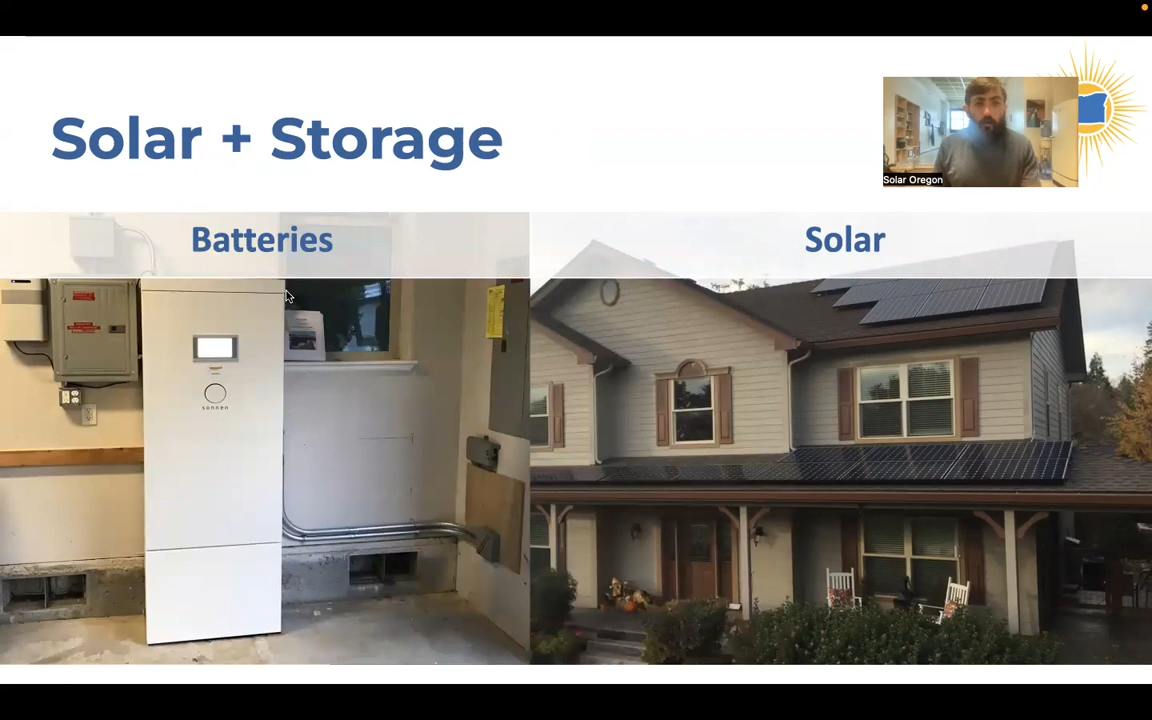 Solar + Storage
Solar Oregon
Batteries
Solar
sonnen